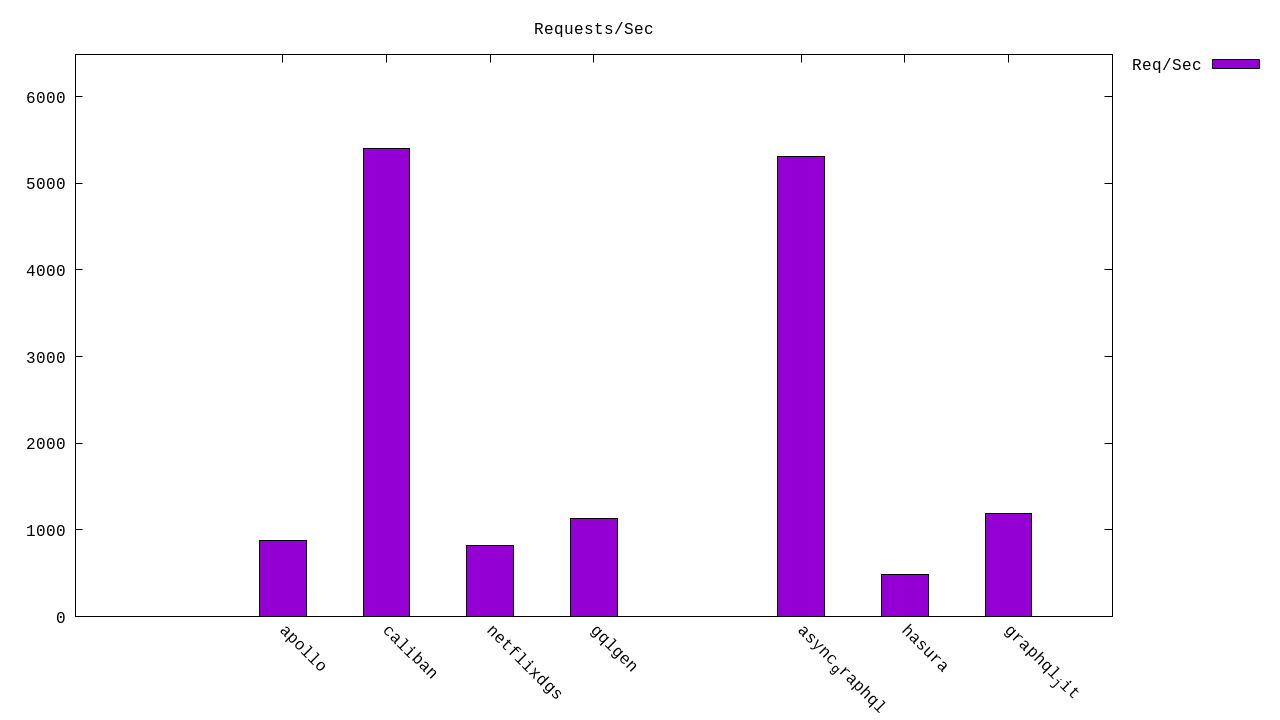 Requests/Sec
Req/Sec
6000
5000
4000
3000
2000
1000
0
apollo
caliban
netflixdgs
gqlgen
async_graphql
hasura
graphql_jit